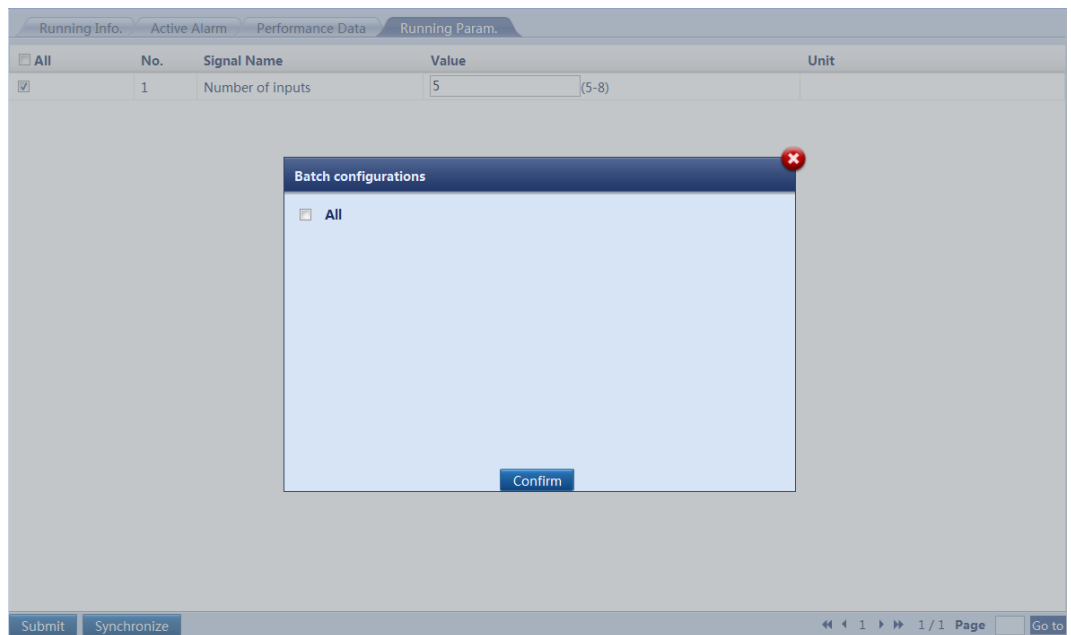 Running Info. Active Alarm Performance Data Running Param.
All No. Signal Name Value Unit
1 Number of inputs 5 (5-8)
Batch configurations
All
Confirm
Submit Synchronize 1 1 / 1 Page Go to